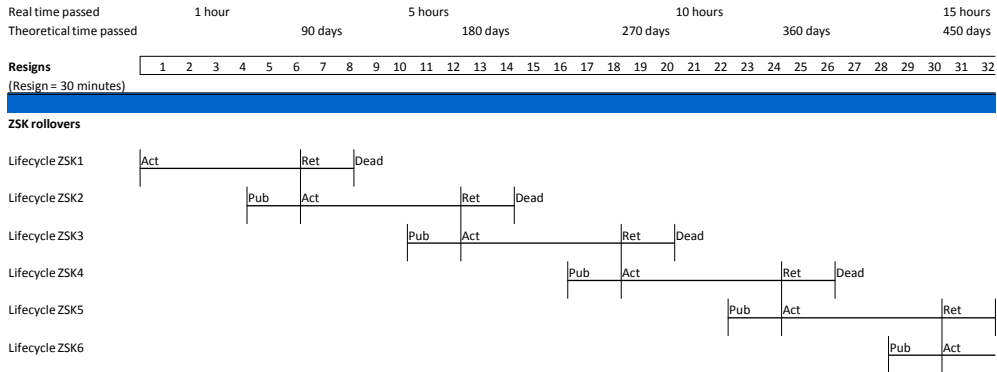 Real time passed 1 hour 5 hours 10 hours 15 hours
Theoretical time passed 90 days 180 days 270 days 360 days 450 days
Resigns 1 2 3 4 5 6 7 8 9 10 11 12 13 14 15 16 17 18 19 20 21 22 23 24 25 26 27 28 29 30 31 32
(Resign = 30 minutes)
ZSK rollovers
Lifecycle ZSK1 Act Ret Dead
Lifecycle ZSK2 Pub Act Ret Dead
Lifecycle ZSK3 Pub Act Ret Dead
Lifecycle ZSK4 Pub Act Ret Dead
Lifecycle ZSK5 Pub Act Ret
Lifecycle ZSK6 Pub Act